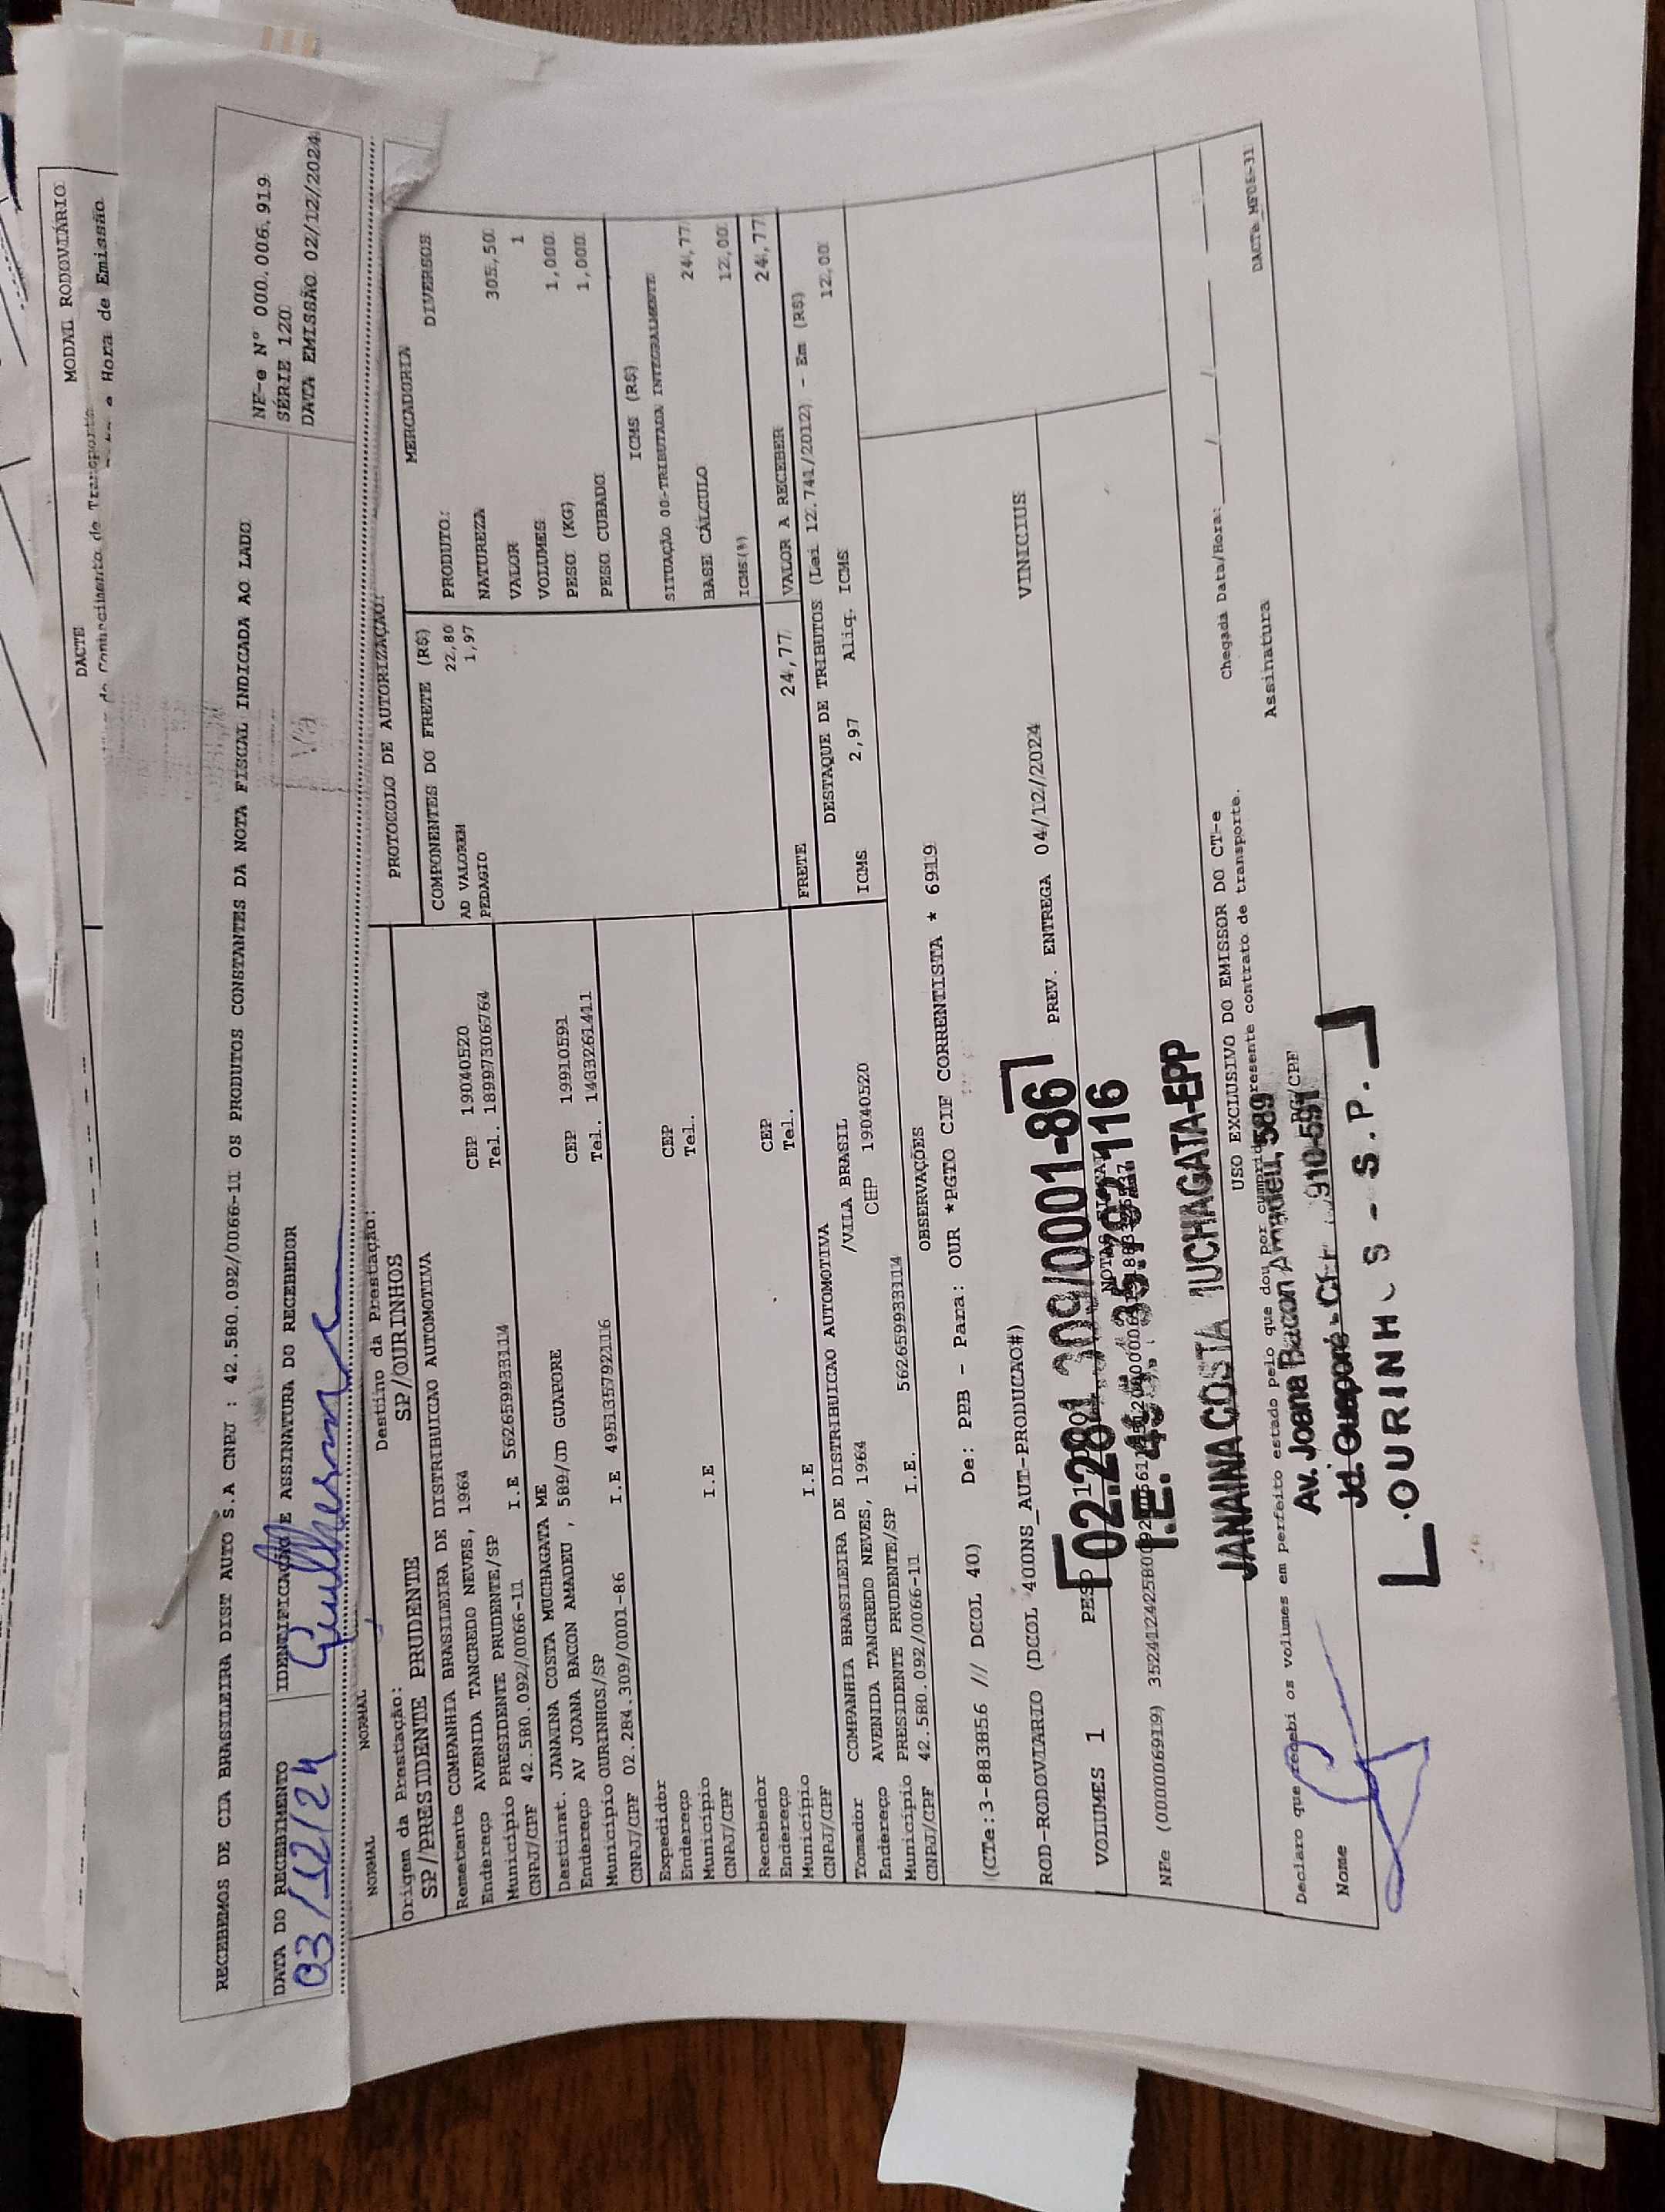 DACTE
MODAL RODOVIÁRIO
Hora de Emissão
RECEBEMOS DE CIA BRASILEIRA DIST AUTO S.A CNPJ : 42.580.092/0066-11 OS PRODUTOS CONSTANTES DA NOTA FISCAL INDICADA AO LADO
DATA DO RECEBIMENTO
03/12/24
IDENTIFICAÇÃO E ASSINATURA DO RECEBEDOR
Guilherme
NF-e Nº 000.006.919
SÉRIE 120
DATA EMISSÃO 02/12/2024
NORMAL NORMAL
PROTOCOLO DE AUTORIZAÇÃO:
Origem da Prestação: Destino da Prestação:
SP/PRESIDENTE PRUDENTE SP/OURINHOS
Remetente COMPANHIA BRASILEIRA DE DISTRIBUICAO AUTOMOTIVA
Endereço AVENIDA TANCREDO NEVES, 1964 CEP 19040520
Município PRESIDENTE PRUDENTE/SP Tel. 18997306764
CNPJ/CPF 42.580.092/0066-11 I.E 562659933114
Destinat. JANAINA COSTA MUCHAGATA ME
Endereço AV JOANA BACON AMADEU , 589/JD GUAPORE CEP 19910591
Município OURINHOS/SP Tel. 1433261411
CNPJ/CPF 02.284.309/0001-86 I.E 495135792116
Expedidor
Endereço CEP
Município Tel.
CNPJ/CPF I.E
Recebedor
Endereço CEP
Município Tel.
CNPJ/CPF I.E
Tomador COMPANHIA BRASILEIRA DE DISTRIBUICAO AUTOMOTIVA
Endereço AVENIDA TANCREDO NEVES, 1964 /VILA BRASIL
Município PRESIDENTE PRUDENTE/SP CEP 19040520
CNPJ/CPF 42.580.092/0066-11 I.E. 562659933114
COMPONENTES DO FRETE (R$)
AD VALOREM 22,80
PEDAGIO 1,97
FRETE 24,77
MERCADORIA
PRODUTO: DIVERSOS
NATUREZA
VALOR 305,50
VOLUMES 1
PESO (KG) 1,000
PESO CUBADO 1,000
ICMS (R$)
SITUAÇÃO 00-TRIBUTADA INTEGRALMENTE
BASE CÁLCULO 24,77
ICMS(%) 12,00
VALOR A RECEBER 24,77
DESTAQUE DE TRIBUTOS (Lei 12.741/2012) - Em (R$)
ICMS 2,97 Aliq. ICMS 12,00
OBSERVAÇÕES
(CTe:3-883856 /// DCOL 40) De: PBB - Para: OUR *PGTO CIF CORRENTISTA * 6919
ROD-RODOVIARIO (DCOL 400NS_AUT-PRODUCAO#) PREV. ENTREGA 04/12/2024 VINICIUS
VOLUMES 1 PESO
02.284.309/0001-86
I.E.
JANAINA COSTA MUCHAGATA-EPP
Av. Joana Bacon Amadeu, 589
Jd. Guaporé - CEP 910-591
OURINHOS - S.P.
USO EXCLUSIVO DO EMISSOR DO CT-e
Declaro que recebi os volumes em perfeito estado pelo que dou por cumprido presente contrato de transporte.
Nome RG/CPF Assinatura
Chegada Data/Hora: / /
DACTE